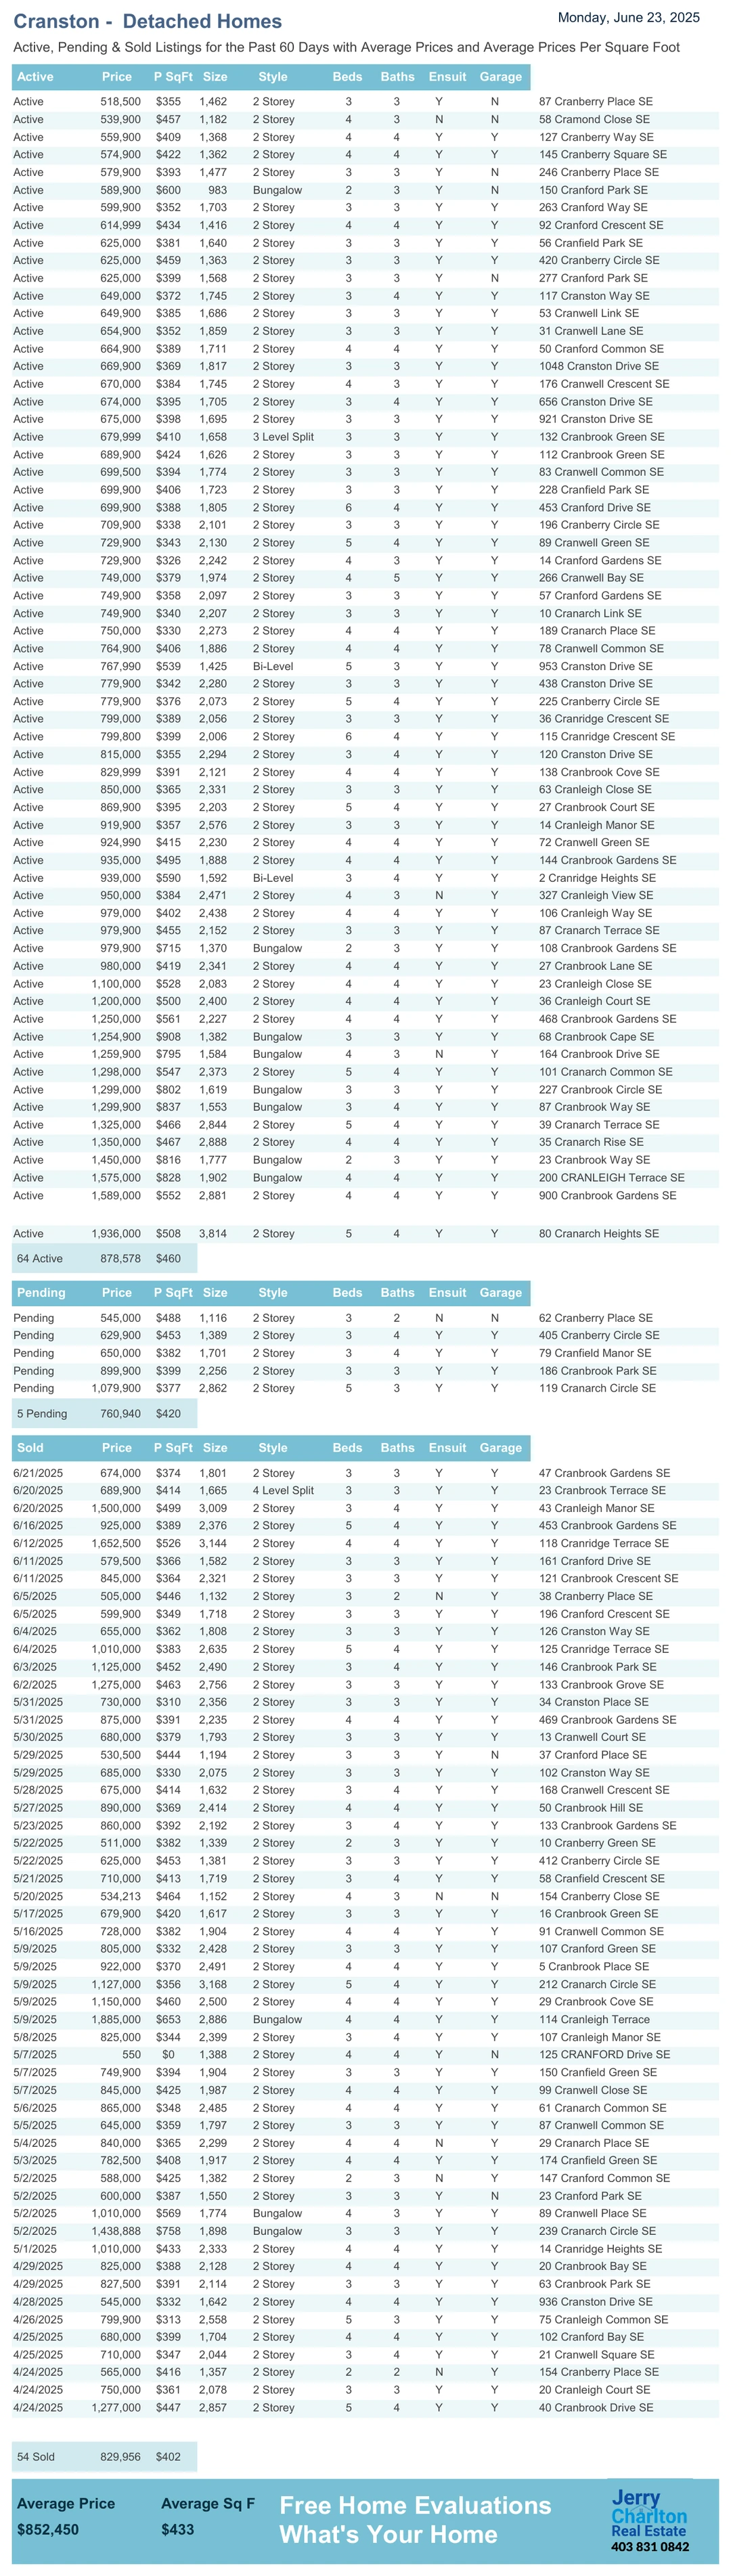 Cranston - Detached Homes Monday, June 23, 2025
Active, Pending & Sold Listings for the Past 60 Days with Average Prices and Average Prices Per Square Foot
Active Price P SqFt Size Style Beds Baths Ensuit Garage
Active 518,500 $355 1,462 2 Storey 3 3 Y N 87 Cranberry Place SE
Active 539,900 $457 1,182 2 Storey 4 3 N N 58 Cramond Close SE
Active 559,900 $409 1,368 2 Storey 4 4 Y Y 127 Cranberry Way SE
Active 574,900 $422 1,362 2 Storey 4 4 Y Y 145 Cranberry Square SE
Active 579,900 $393 1,477 2 Storey 3 3 Y N 246 Cranberry Place SE
Active 589,900 $600 983 Bungalow 2 3 Y N 150 Cranford Park SE
Active 599,900 $352 1,703 2 Storey 3 3 Y Y 263 Cranford Way SE
Active 614,999 $434 1,416 2 Storey 4 4 Y Y 92 Cranford Crescent SE
Active 625,000 $381 1,640 2 Storey 3 3 Y Y 56 Cranfield Park SE
Active 625,000 $459 1,363 2 Storey 3 3 Y Y 420 Cranberry Circle SE
Active 625,000 $399 1,568 2 Storey 3 3 Y N 277 Cranford Park SE
Active 649,000 $372 1,745 2 Storey 3 4 Y Y 117 Cranston Way SE
Active 649,900 $385 1,686 2 Storey 3 3 Y Y 53 Cranwell Link SE
Active 654,900 $352 1,859 2 Storey 3 3 Y Y 31 Cranwell Lane SE
Active 664,900 $389 1,711 2 Storey 4 4 Y Y 50 Cranford Common SE
Active 669,900 $369 1,817 2 Storey 3 3 Y Y 1048 Cranston Drive SE
Active 670,000 $384 1,745 2 Storey 4 3 Y Y 176 Cranwell Crescent SE
Active 674,000 $395 1,705 2 Storey 3 4 Y Y 656 Cranston Drive SE
Active 675,000 $398 1,695 2 Storey 3 3 Y Y 921 Cranston Drive SE
Active 679,999 $410 1,658 3 Level Split 3 3 Y Y 132 Cranbrook Green SE
Active 689,900 $424 1,626 2 Storey 3 3 Y Y 112 Cranbrook Green SE
Active 699,500 $394 1,774 2 Storey 3 3 Y Y 83 Cranwell Common SE
Active 699,900 $406 1,723 2 Storey 3 3 Y Y 228 Cranfield Park SE
Active 699,900 $388 1,805 2 Storey 6 4 Y Y 453 Cranford Drive SE
Active 709,900 $338 2,101 2 Storey 3 3 Y Y 196 Cranberry Circle SE
Active 729,900 $343 2,130 2 Storey 5 4 Y Y 89 Cranwell Green SE
Active 729,900 $326 2,242 2 Storey 4 3 Y Y 14 Cranford Gardens SE
Active 749,000 $379 1,974 2 Storey 4 5 Y Y 266 Cranwell Bay SE
Active 749,900 $358 2,097 2 Storey 3 3 Y Y 57 Cranford Gardens SE
Active 749,900 $340 2,207 2 Storey 3 3 Y Y 10 Cranarch Link SE
Active 750,000 $330 2,273 2 Storey 4 4 Y Y 189 Cranarch Place SE
Active 764,900 $406 1,886 2 Storey 4 4 Y Y 78 Cranwell Common SE
Active 767,990 $539 1,425 Bi-Level 5 3 Y Y 953 Cranston Drive SE
Active 779,900 $342 2,280 2 Storey 3 3 Y Y 438 Cranston Drive SE
Active 779,900 $376 2,073 2 Storey 5 4 Y Y 225 Cranberry Circle SE
Active 799,000 $389 2,056 2 Storey 3 3 Y Y 36 Cranridge Crescent SE
Active 799,800 $399 2,006 2 Storey 6 4 Y Y 115 Cranridge Crescent SE
Active 815,000 $355 2,294 2 Storey 3 4 Y Y 120 Cranston Drive SE
Active 829,999 $391 2,121 2 Storey 4 4 Y Y 138 Cranbrook Cove SE
Active 850,000 $365 2,331 2 Storey 3 3 Y Y 63 Cranleigh Close SE
Active 869,900 $395 2,203 2 Storey 5 4 Y Y 27 Cranbrook Court SE
Active 919,900 $357 2,576 2 Storey 3 3 Y Y 14 Cranleigh Manor SE
Active 924,990 $415 2,230 2 Storey 4 4 Y Y 72 Cranwell Green SE
Active 935,000 $495 1,888 2 Storey 4 4 Y Y 144 Cranbrook Gardens SE
Active 939,000 $590 1,592 Bi-Level 3 4 Y Y 2 Cranridge Heights SE
Active 950,000 $384 2,471 2 Storey 4 3 N Y 327 Cranleigh View SE
Active 979,000 $402 2,438 2 Storey 4 4 Y Y 106 Cranleigh Way SE
Active 979,900 $455 2,152 2 Storey 3 3 Y Y 87 Cranarch Terrace SE
Active 979,900 $715 1,370 Bungalow 2 3 Y Y 108 Cranbrook Gardens SE
Active 980,000 $419 2,341 2 Storey 4 4 Y Y 27 Cranbrook Lane SE
Active 1,100,000 $528 2,083 2 Storey 4 4 Y Y 23 Cranleigh Close SE
Active 1,200,000 $500 2,400 2 Storey 4 4 Y Y 36 Cranleigh Court SE
Active 1,250,000 $561 2,227 2 Storey 4 4 Y Y 468 Cranbrook Gardens SE
Active 1,254,900 $908 1,382 Bungalow 3 3 Y Y 68 Cranbrook Cape SE
Active 1,259,900 $795 1,584 Bungalow 4 3 N Y 164 Cranbrook Drive SE
Active 1,298,000 $547 2,373 2 Storey 5 4 Y Y 101 Cranarch Common SE
Active 1,299,000 $802 1,619 Bungalow 3 3 Y Y 227 Cranbrook Circle SE
Active 1,299,900 $837 1,553 Bungalow 3 4 Y Y 87 Cranbrook Way SE
Active 1,325,000 $466 2,844 2 Storey 5 4 Y Y 39 Cranarch Terrace SE
Active 1,350,000 $467 2,888 2 Storey 4 4 Y Y 35 Cranarch Rise SE
Active 1,450,000 $816 1,777 Bungalow 2 3 Y Y 23 Cranbrook Way SE
Active 1,575,000 $828 1,902 Bungalow 4 4 Y Y 200 CRANLEIGH Terrace SE
Active 1,589,000 $552 2,881 2 Storey 4 4 Y Y 900 Cranbrook Gardens SE
Active 1,936,000 $508 3,814 2 Storey 5 4 Y Y 80 Cranarch Heights SE
64 Active 878,578 $460
Pending Price P SqFt Size Style Beds Baths Ensuit Garage
Pending 545,000 $488 1,116 2 Storey 3 2 N N 62 Cranberry Place SE
Pending 629,900 $453 1,389 2 Storey 3 4 Y Y 405 Cranberry Circle SE
Pending 650,000 $382 1,701 2 Storey 3 4 Y Y 79 Cranfield Manor SE
Pending 899,900 $399 2,256 2 Storey 3 3 Y Y 186 Cranbrook Park SE
Pending 1,079,900 $377 2,862 2 Storey 5 3 Y Y 119 Cranarch Circle SE
5 Pending 760,940 $420
Sold Price P SqFt Size Style Beds Baths Ensuit Garage
6/21/2025 674,000 $374 1,801 2 Storey 3 3 Y Y 47 Cranbrook Gardens SE
6/20/2025 689,900 $414 1,665 4 Level Split 3 3 Y Y 23 Cranbrook Terrace SE
6/20/2025 1,500,000 $499 3,009 2 Storey 3 4 Y Y 43 Cranleigh Manor SE
6/16/2025 925,000 $389 2,376 2 Storey 5 4 Y Y 453 Cranbrook Gardens SE
6/12/2025 1,652,500 $526 3,144 2 Storey 4 4 Y Y 118 Cranridge Terrace SE
6/11/2025 579,500 $366 1,582 2 Storey 3 3 Y Y 161 Cranford Drive SE
6/11/2025 845,000 $364 2,321 2 Storey 3 3 Y Y 121 Cranbrook Crescent SE
6/5/2025 505,000 $446 1,132 2 Storey 3 2 N Y 38 Cranberry Place SE
6/5/2025 599,900 $349 1,718 2 Storey 3 3 Y Y 196 Cranford Crescent SE
6/4/2025 655,000 $362 1,808 2 Storey 3 3 Y Y 126 Cranston Way SE
6/4/2025 1,010,000 $383 2,635 2 Storey 5 4 Y Y 125 Cranridge Terrace SE
6/3/2025 1,125,000 $452 2,490 2 Storey 3 4 Y Y 146 Cranbrook Park SE
6/2/2025 1,275,000 $463 2,756 2 Storey 3 3 Y Y 133 Cranbrook Grove SE
5/31/2025 730,000 $310 2,356 2 Storey 3 3 Y Y 34 Cranston Place SE
5/31/2025 875,000 $391 2,235 2 Storey 4 4 Y Y 469 Cranbrook Gardens SE
5/30/2025 680,000 $379 1,793 2 Storey 3 3 Y Y 13 Cranwell Court SE
5/29/2025 530,500 $444 1,194 2 Storey 3 3 Y N 37 Cranford Place SE
5/29/2025 685,000 $330 2,075 2 Storey 3 3 Y Y 102 Cranston Way SE
5/28/2025 675,000 $414 1,632 2 Storey 3 4 Y Y 168 Cranwell Crescent SE
5/27/2025 890,000 $369 2,414 2 Storey 4 4 Y Y 50 Cranbrook Hill SE
5/23/2025 860,000 $392 2,192 2 Storey 3 4 Y Y 133 Cranbrook Gardens SE
5/22/2025 511,000 $382 1,339 2 Storey 2 3 Y Y 10 Cranberry Green SE
5/22/2025 625,000 $453 1,381 2 Storey 3 3 Y Y 412 Cranberry Circle SE
5/21/2025 710,000 $413 1,719 2 Storey 3 4 Y Y 58 Cranfield Crescent SE
5/20/2025 534,213 $464 1,152 2 Storey 4 3 N N 154 Cranberry Close SE
5/17/2025 679,900 $420 1,617 2 Storey 3 3 Y Y 16 Cranbrook Green SE
5/16/2025 728,000 $382 1,904 2 Storey 4 4 Y Y 91 Cranwell Common SE
5/9/2025 805,000 $332 2,428 2 Storey 3 3 Y Y 107 Cranford Green SE
5/9/2025 922,000 $370 2,491 2 Storey 4 4 Y Y 5 Cranbrook Place SE
5/9/2025 1,127,000 $356 3,168 2 Storey 5 4 Y Y 212 Cranarch Circle SE
5/9/2025 1,150,000 $460 2,500 2 Storey 4 4 Y Y 29 Cranbrook Cove SE
5/9/2025 1,885,000 $653 2,886 Bungalow 4 4 Y Y 114 Cranleigh Terrace
5/8/2025 825,000 $344 2,399 2 Storey 3 4 Y Y 107 Cranleigh Manor SE
5/7/2025 550 $0 1,388 2 Storey 4 4 Y N 125 CRANFORD Drive SE
5/7/2025 749,900 $394 1,904 2 Storey 3 3 Y Y 150 Cranfield Green SE
5/7/2025 845,000 $425 1,987 2 Storey 4 4 Y Y 99 Cranwell Close SE
5/6/2025 865,000 $348 2,485 2 Storey 4 4 Y Y 61 Cranarch Common SE
5/5/2025 645,000 $359 1,797 2 Storey 3 3 Y Y 87 Cranwell Common SE
5/4/2025 840,000 $365 2,299 2 Storey 4 4 N Y 29 Cranarch Place SE
5/3/2025 782,500 $408 1,917 2 Storey 4 4 Y Y 174 Cranfield Green SE
5/2/2025 588,000 $425 1,382 2 Storey 2 3 N Y 147 Cranford Common SE
5/2/2025 600,000 $387 1,550 2 Storey 3 3 Y N 23 Cranford Park SE
5/2/2025 1,010,000 $569 1,774 Bungalow 4 3 Y Y 89 Cranwell Place SE
5/2/2025 1,438,888 $758 1,898 Bungalow 3 3 Y Y 239 Cranarch Circle SE
5/1/2025 1,010,000 $433 2,333 2 Storey 4 4 Y Y 14 Cranridge Heights SE
4/29/2025 825,000 $388 2,128 2 Storey 4 4 Y Y 20 Cranbrook Bay SE
4/29/2025 827,500 $391 2,114 2 Storey 3 3 Y Y 63 Cranbrook Park SE
4/28/2025 545,000 $332 1,642 2 Storey 4 4 Y Y 936 Cranston Drive SE
4/26/2025 799,900 $313 2,558 2 Storey 5 3 Y Y 75 Cranleigh Common SE
4/25/2025 680,000 $399 1,704 2 Storey 4 4 Y Y 102 Cranford Bay SE
4/25/2025 710,000 $347 2,044 2 Storey 3 4 Y Y 21 Cranwell Square SE
4/24/2025 565,000 $416 1,357 2 Storey 2 2 N Y 154 Cranberry Place SE
4/24/2025 750,000 $361 2,078 2 Storey 3 3 Y Y 20 Cranleigh Court SE
4/24/2025 1,277,000 $447 2,857 2 Storey 5 4 Y Y 40 Cranbrook Drive SE
54 Sold 829,956 $402
Average Price Average Sq F
$852,450 $433
Free Home Evaluations
What's Your Home
Jerry
Charlton
Real Estate
403 831 0842